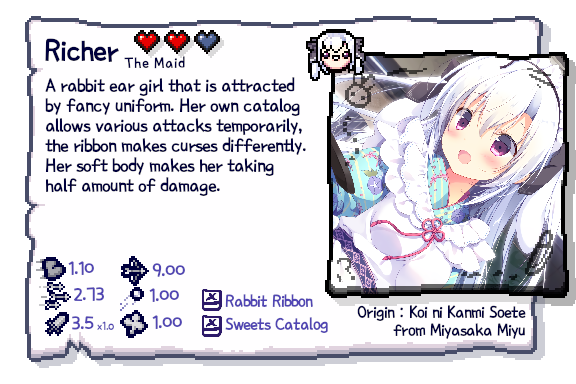 Richer
The Maid
A rabbit ear girl that is attracted
by fancy uniform. Her own catalog
allows various attacks temporarily,
the ribbon makes curses differently.
Her soft body makes her taking
half amount of damage.
1.10
9.00
2.73
1.00
Rabbit Ribbon
3.5 x1.0
1.00
Sweets Catalog
Origin : Koi ni Kanmi Soete
from Miyasaka Miyu